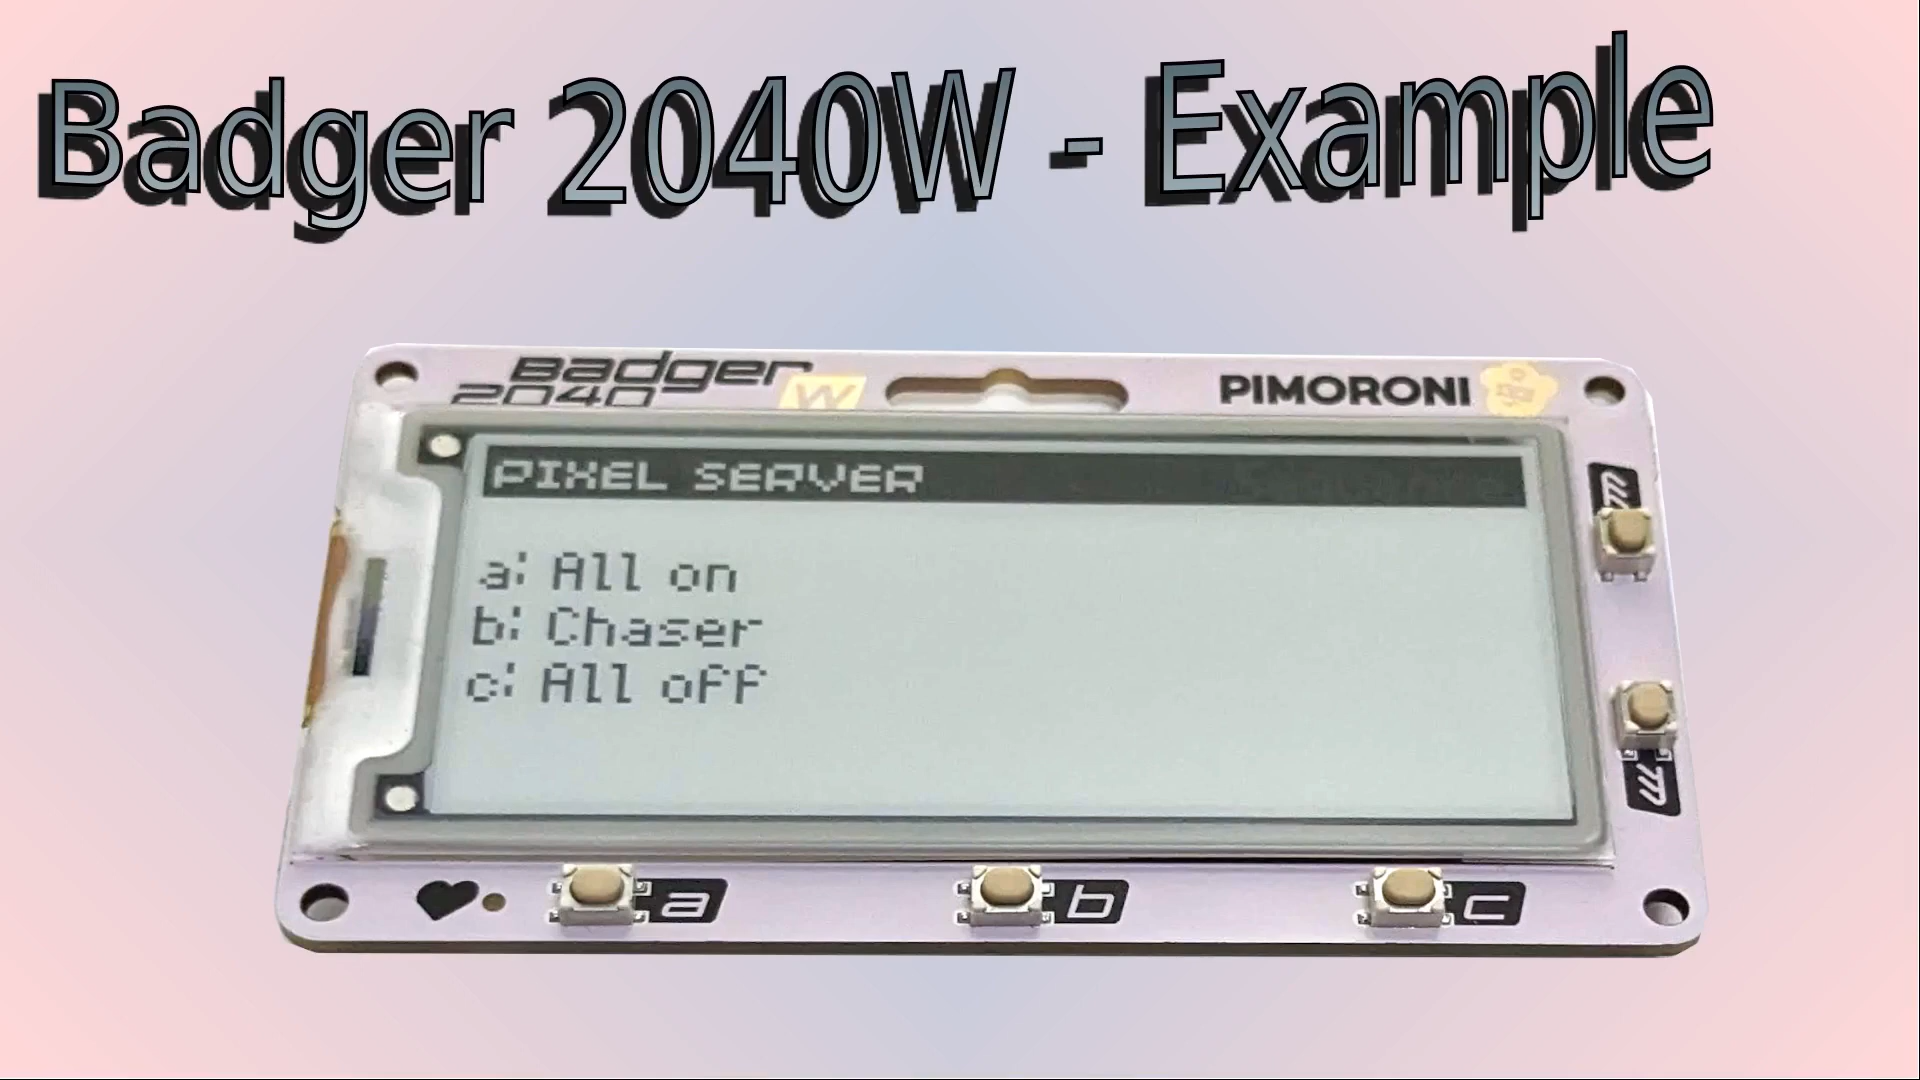 Badger 2040W - Example
Badger
2040 W
PIMORONI
PIXEL SERVER
a: All on
b: Chaser
c: All off
a b c